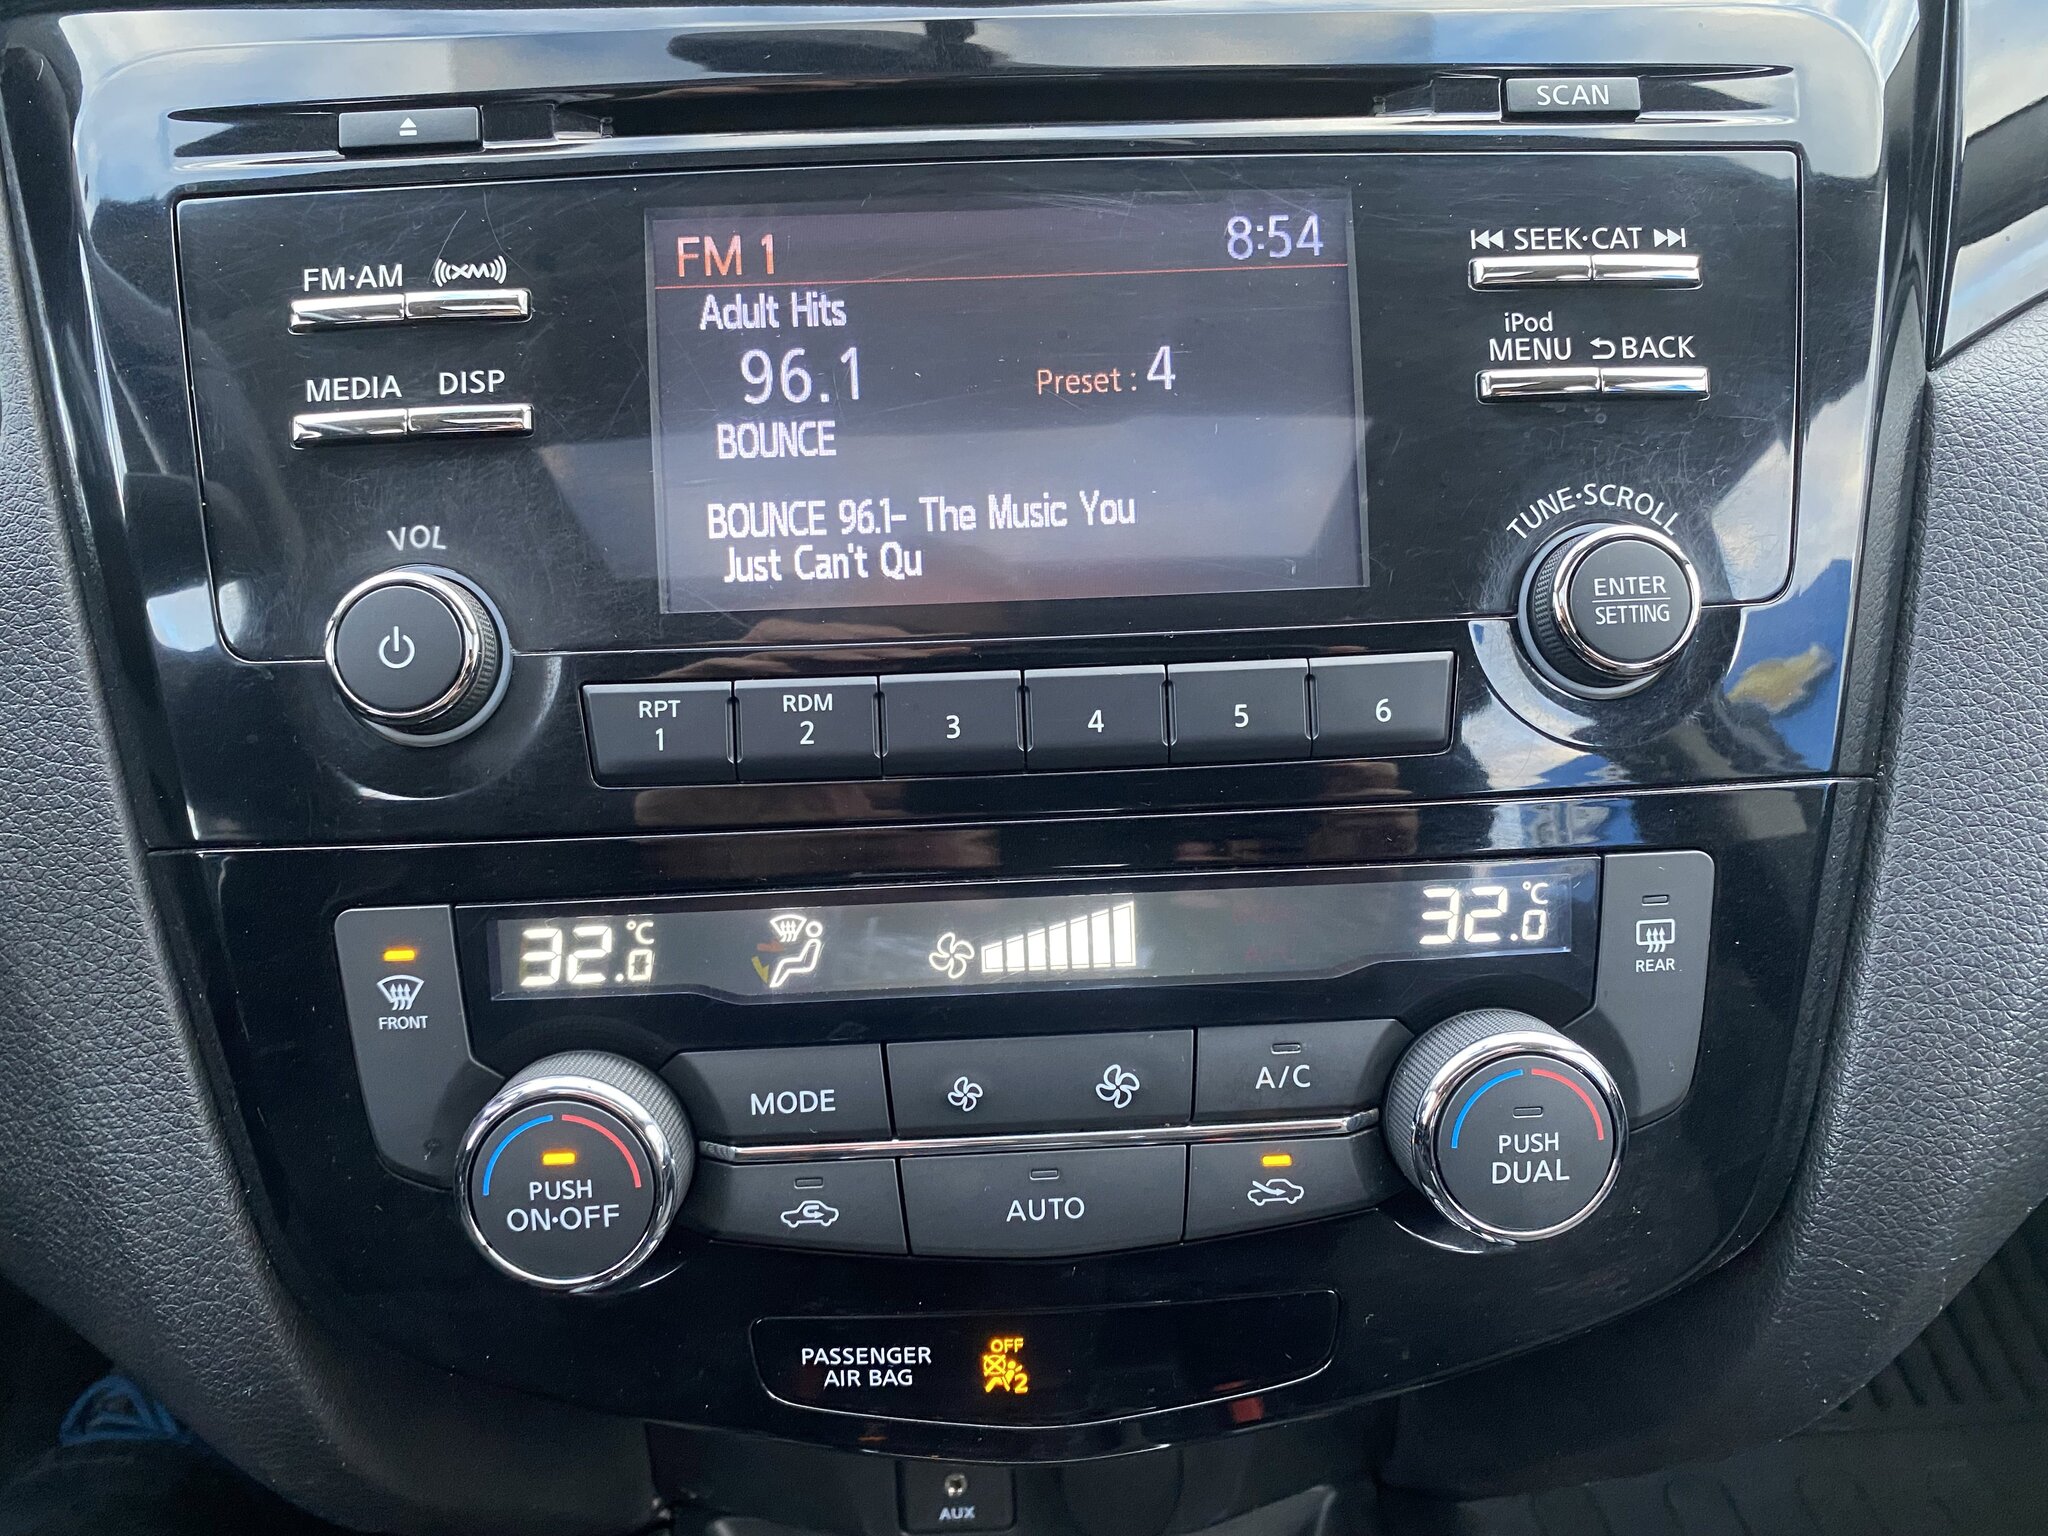 SCAN
FM 1 8:54
Adult Hits
96.1 Preset : 4
BOUNCE
BOUNCE 96.1- The Music You
Just Can't Qu
FM·AM XM
MEDIA DISP
VOL
SEEK·CAT
iPod
MENU BACK
TUNE·SCROLL
ENTER
SETTING
RPT RDM
1 2 3 4 5 6
32.0 °C 32.0 °C
FRONT
REAR
MODE A/C
PUSH
ON·OFF
AUTO
PUSH
DUAL
PASSENGER
AIR BAG
OFF
2
AUX